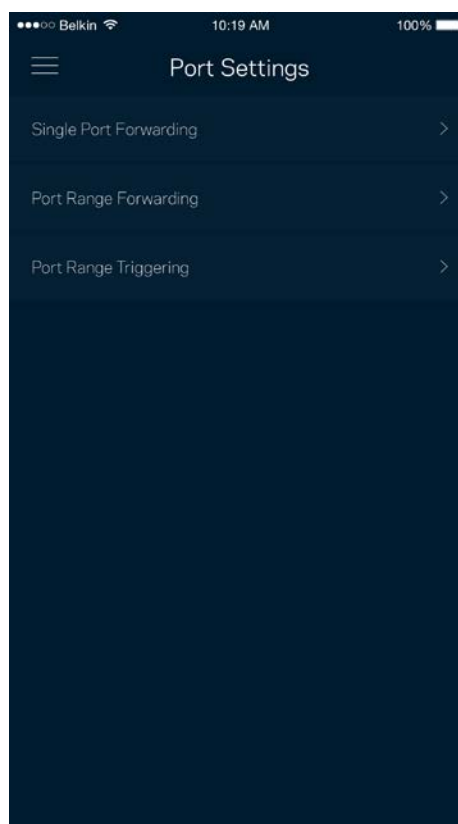 Belkin 10:19 AM 100%
Port Settings
Single Port Forwarding
Port Range Forwarding
Port Range Triggering